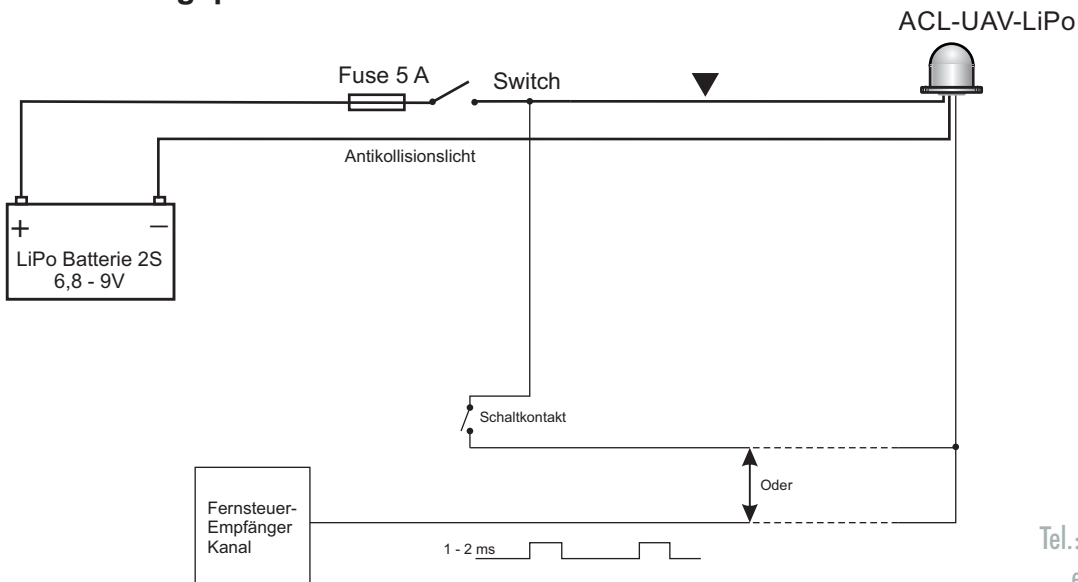 ACL-UAV-LiPo
Fuse 5 A
Switch
Antikollisionslicht
+ –
LiPo Batterie 2S
6,8 - 9V
Schaltkontakt
Oder
Fernsteuer-
Empfänger
Kanal
1 - 2 ms
Tel.: